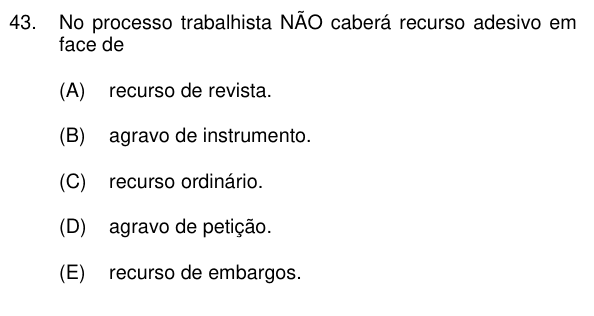 43. No processo trabalhista NÃO caberá recurso adesivo em
face de
(A) recurso de revista.
(B) agravo de instrumento.
(C) recurso ordinário.
(D) agravo de petição.
(E) recurso de embargos.